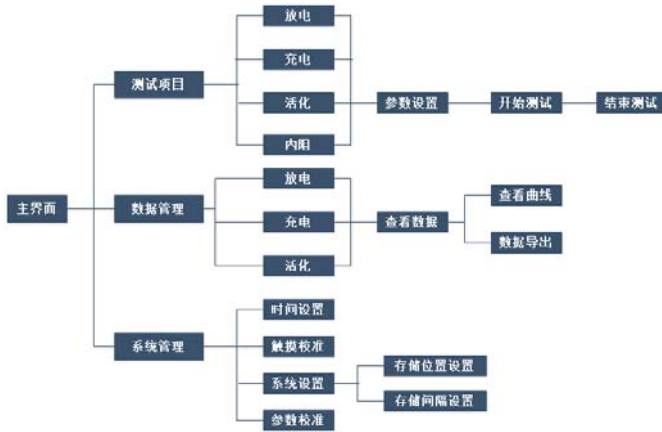 放电
充电
测试项目
活化
参数设置
开始测试
结束测试
内阻
放电
主界面
数据管理
充电
查看数据
查看曲线
数据导出
活化
时间设置
系统管理
触摸校准
系统设置
存储位置设置
存储间隔设置
参数校准